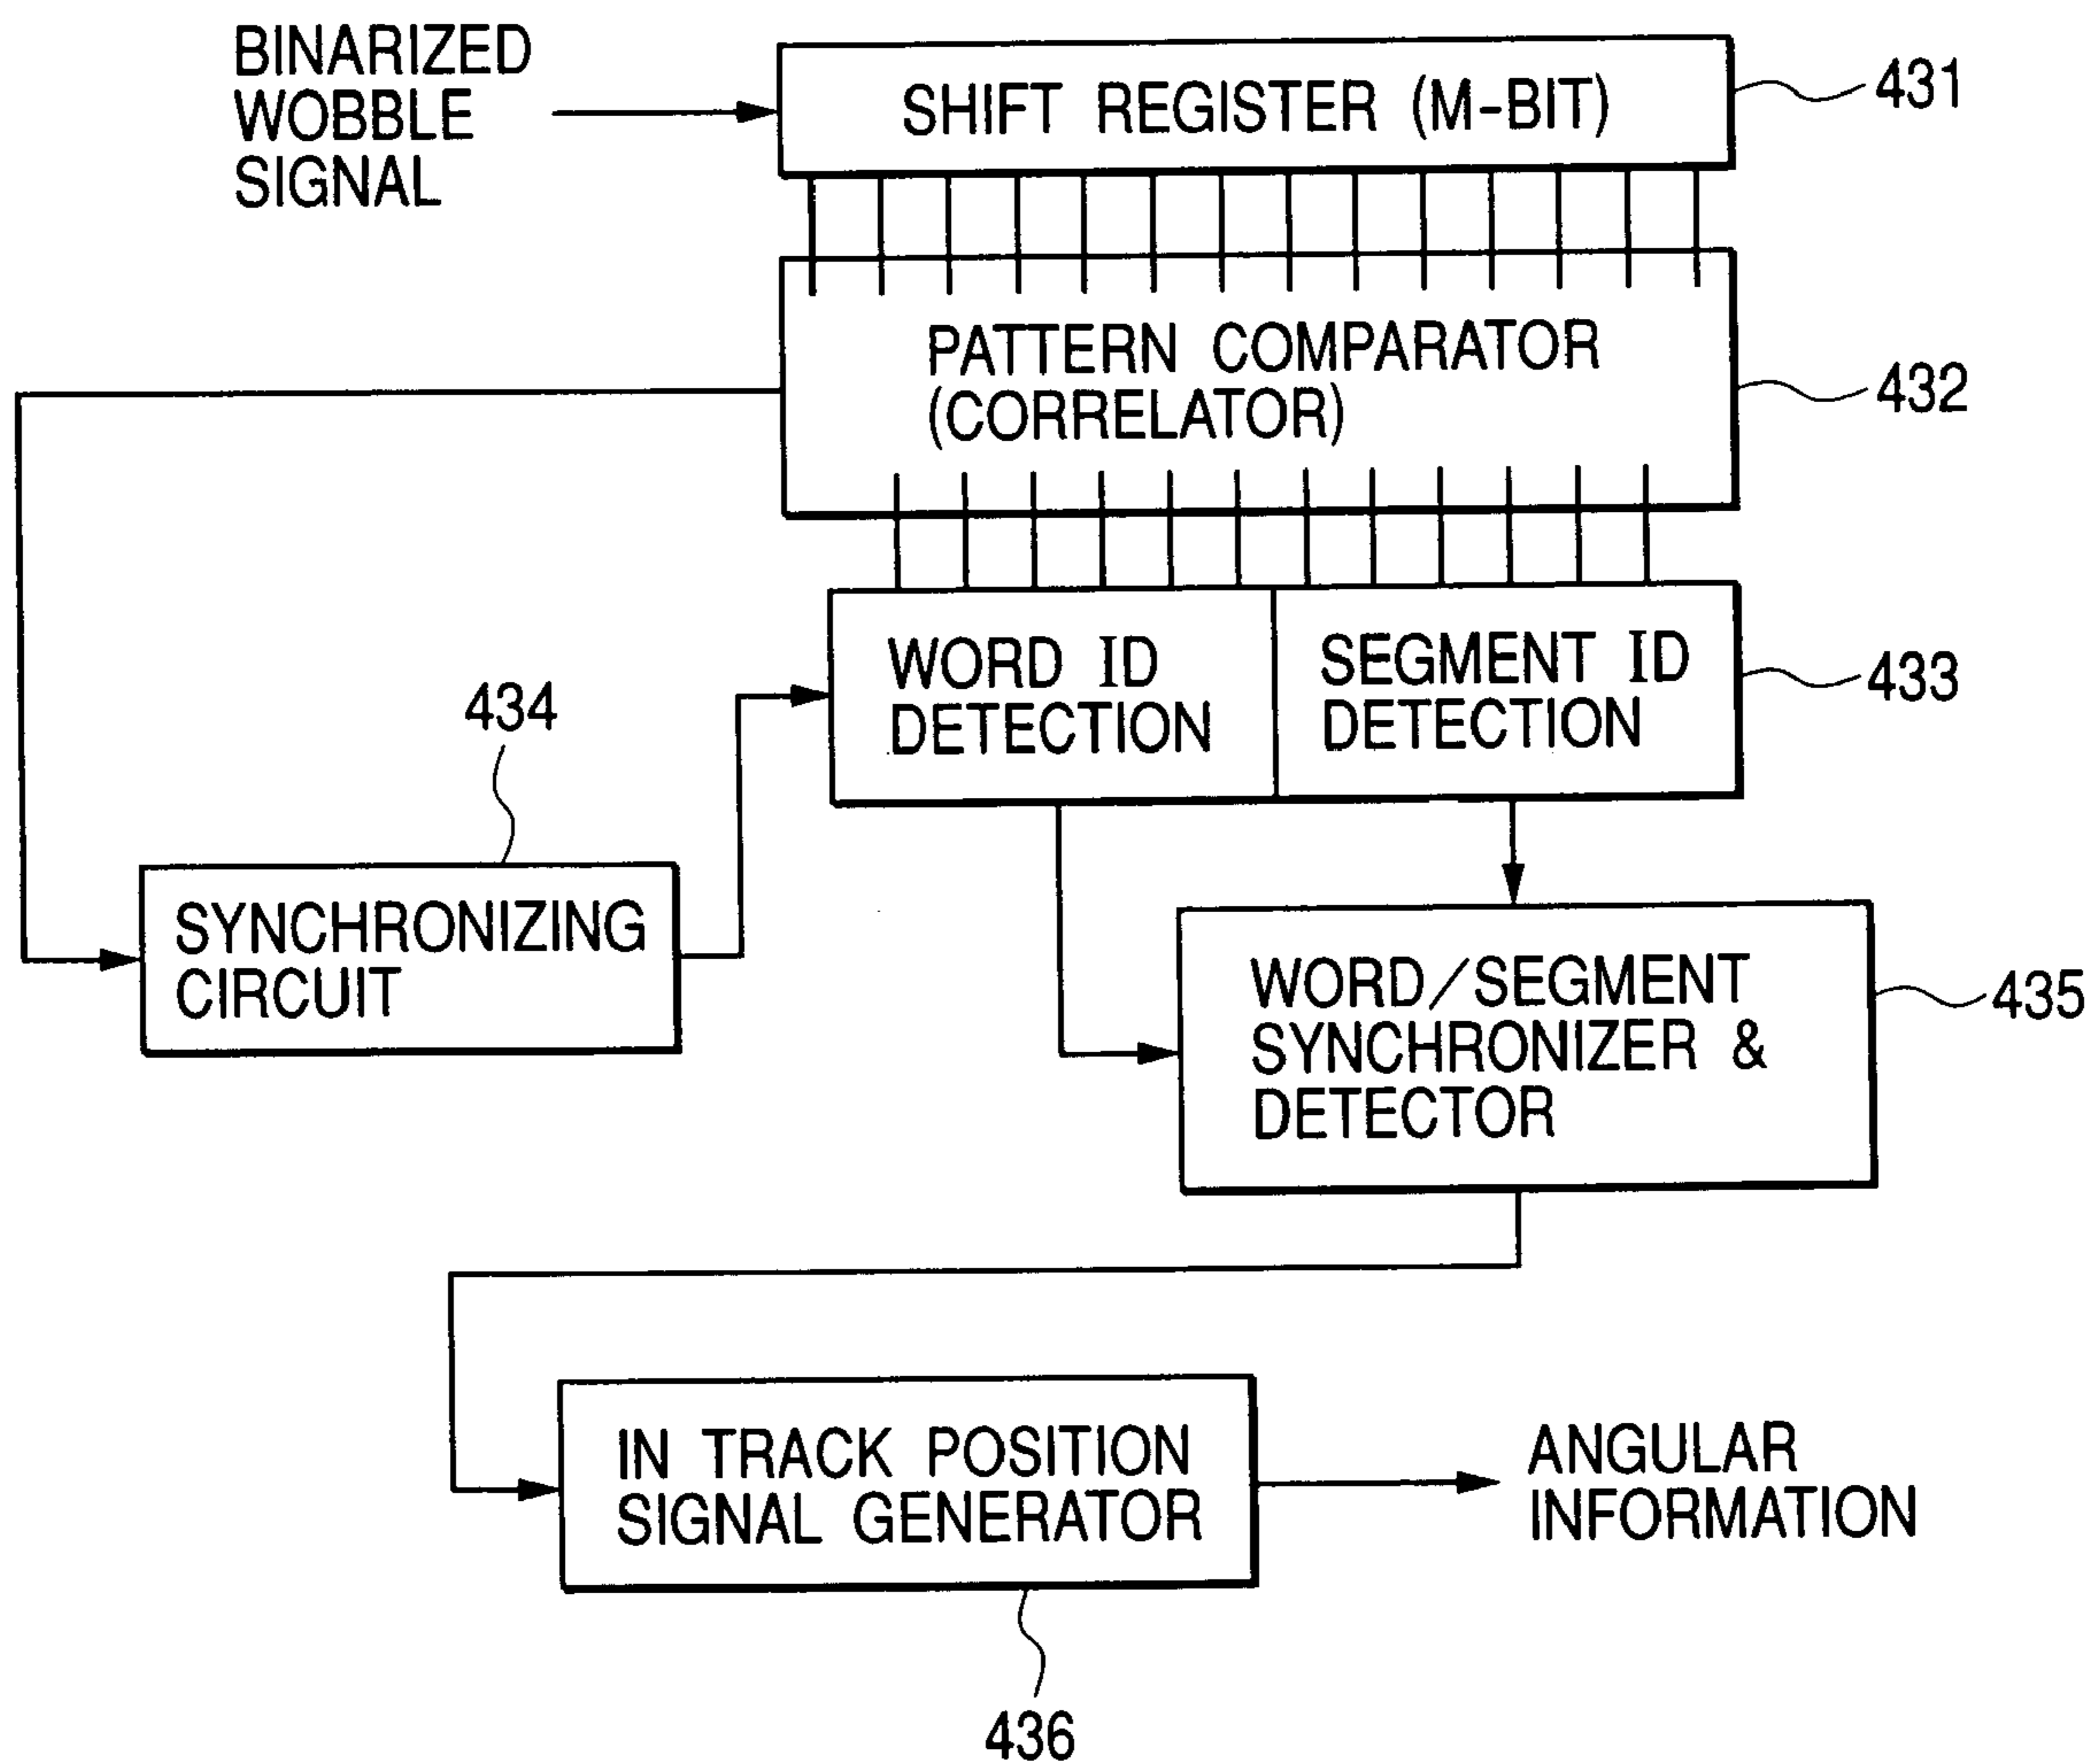 BINARIZED
WOBBLE
SIGNAL
SHIFT REGISTER (M-BIT)
431
PATTERN COMPARATOR
(CORRELATOR)
432
WORD ID
DETECTION
SEGMENT ID
DETECTION
433
434
SYNCHRONIZING
CIRCUIT
WORD/SEGMENT
SYNCHRONIZER &
DETECTOR
435
IN TRACK POSITION
SIGNAL GENERATOR
ANGULAR
INFORMATION
436